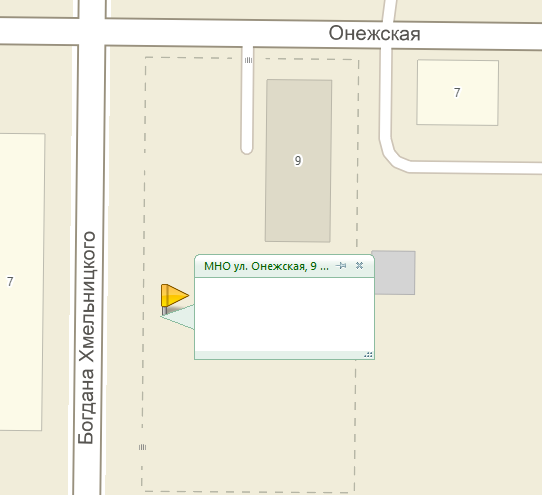 Онежская
7
9
Богдана Хмельницкого
7
МНО ул. Онежская, 9 ...